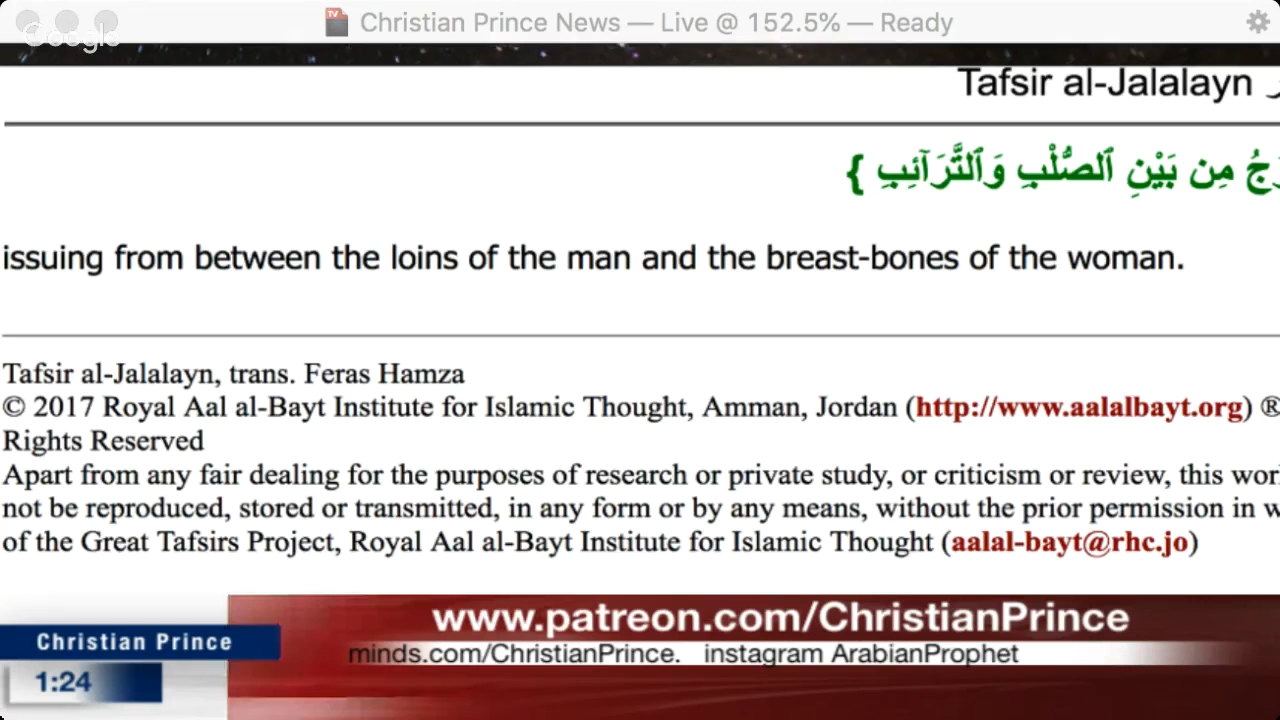 Christian Prince News — Live @ 152.5% — Ready
Google
Tafsir al-Jalalayn
مِن بَيْنِ ٱلصُّلْبِ وَٱلتَّرَآئِبِ }
issuing from between the loins of the man and the breast-bones of the woman.
Tafsir al-Jalalayn, trans. Feras Hamza
© 2017 Royal Aal al-Bayt Institute for Islamic Thought, Amman, Jordan (http://www.aalalbayt.org) ®
Rights Reserved
Apart from any fair dealing for the purposes of research or private study, or criticism or review, this
not be reproduced, stored or transmitted, in any form or by any means, without the prior permission in
of the Great Tafsirs Project, Royal Aal al-Bayt Institute for Islamic Thought (aalal-bayt@rhc.jo)
www.patreon.com/ChristianPrince
Christian Prince
minds.com/ChristianPrince. instagram ArabianProphet
1:24